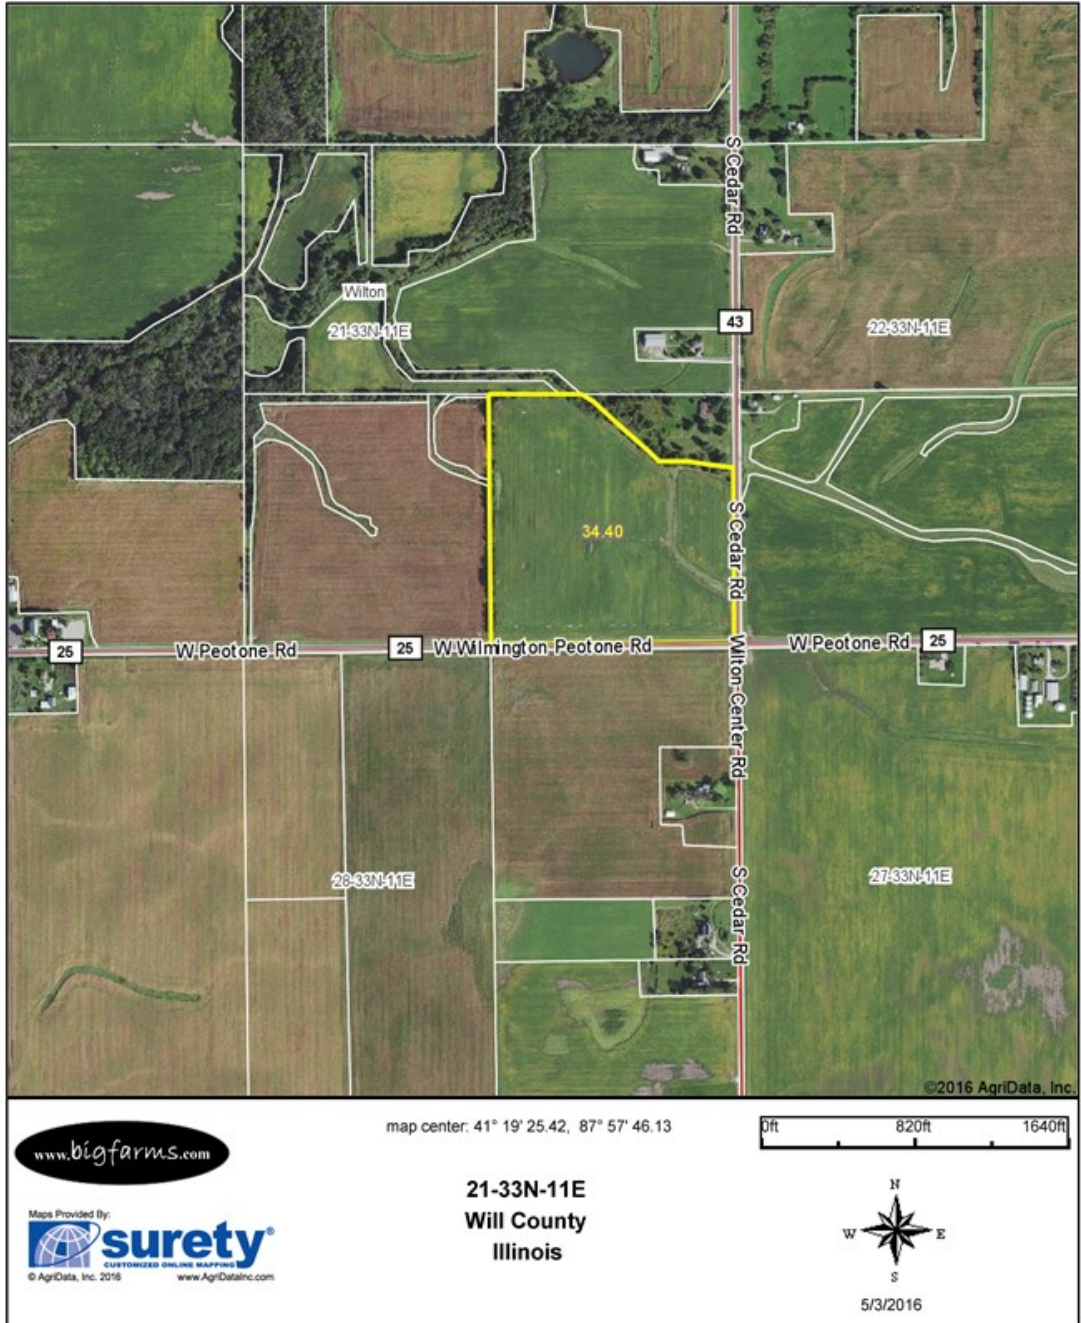 S Cedar Rd
Wilton
43
21-33N-11E
22-33N-11E
34.40
S Cedar Rd
25
W Peotone Rd
25
W Wilmington Peotone Rd
W Peotone Rd
25
Wilton Center Rd
28-33N-11E
27-33N-11E
S Cedar Rd
©2016 AgriData, Inc.
www.bigfarms.com
map center: 41° 19' 25.42, 87° 57' 46.13
0ft 820ft 1640ft
21-33N-11E
Will County
Illinois
Maps Provided By:
surety®
CUSTOMIZED ONLINE MAPPING
© AgriData, Inc. 2016 www.AgriDataInc.com
N
W E
S
5/3/2016